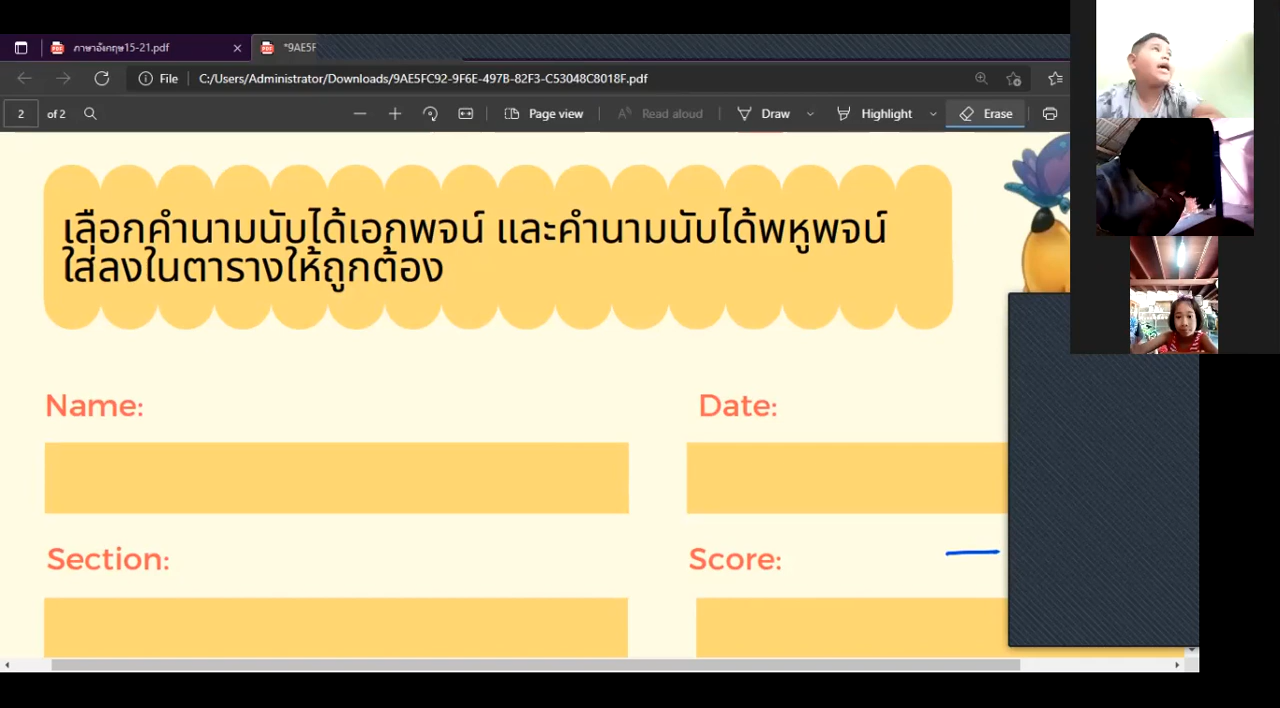 ภาษาอังกฤษ15-21.pdf
*9AE5F
File
C:/Users/Administrator/Downloads/9AE5FC92-9F6E-497B-82F3-C53048C8018F.pdf
2 of 2
Page view
Read aloud
Draw
Highlight
Erase
เลือกคำนามนับได้เอกพจน์ และคำนามนับได้พหูพจน์
ใส่ลงในตารางให้ถูกต้อง
Name:
Date:
Section:
Score: